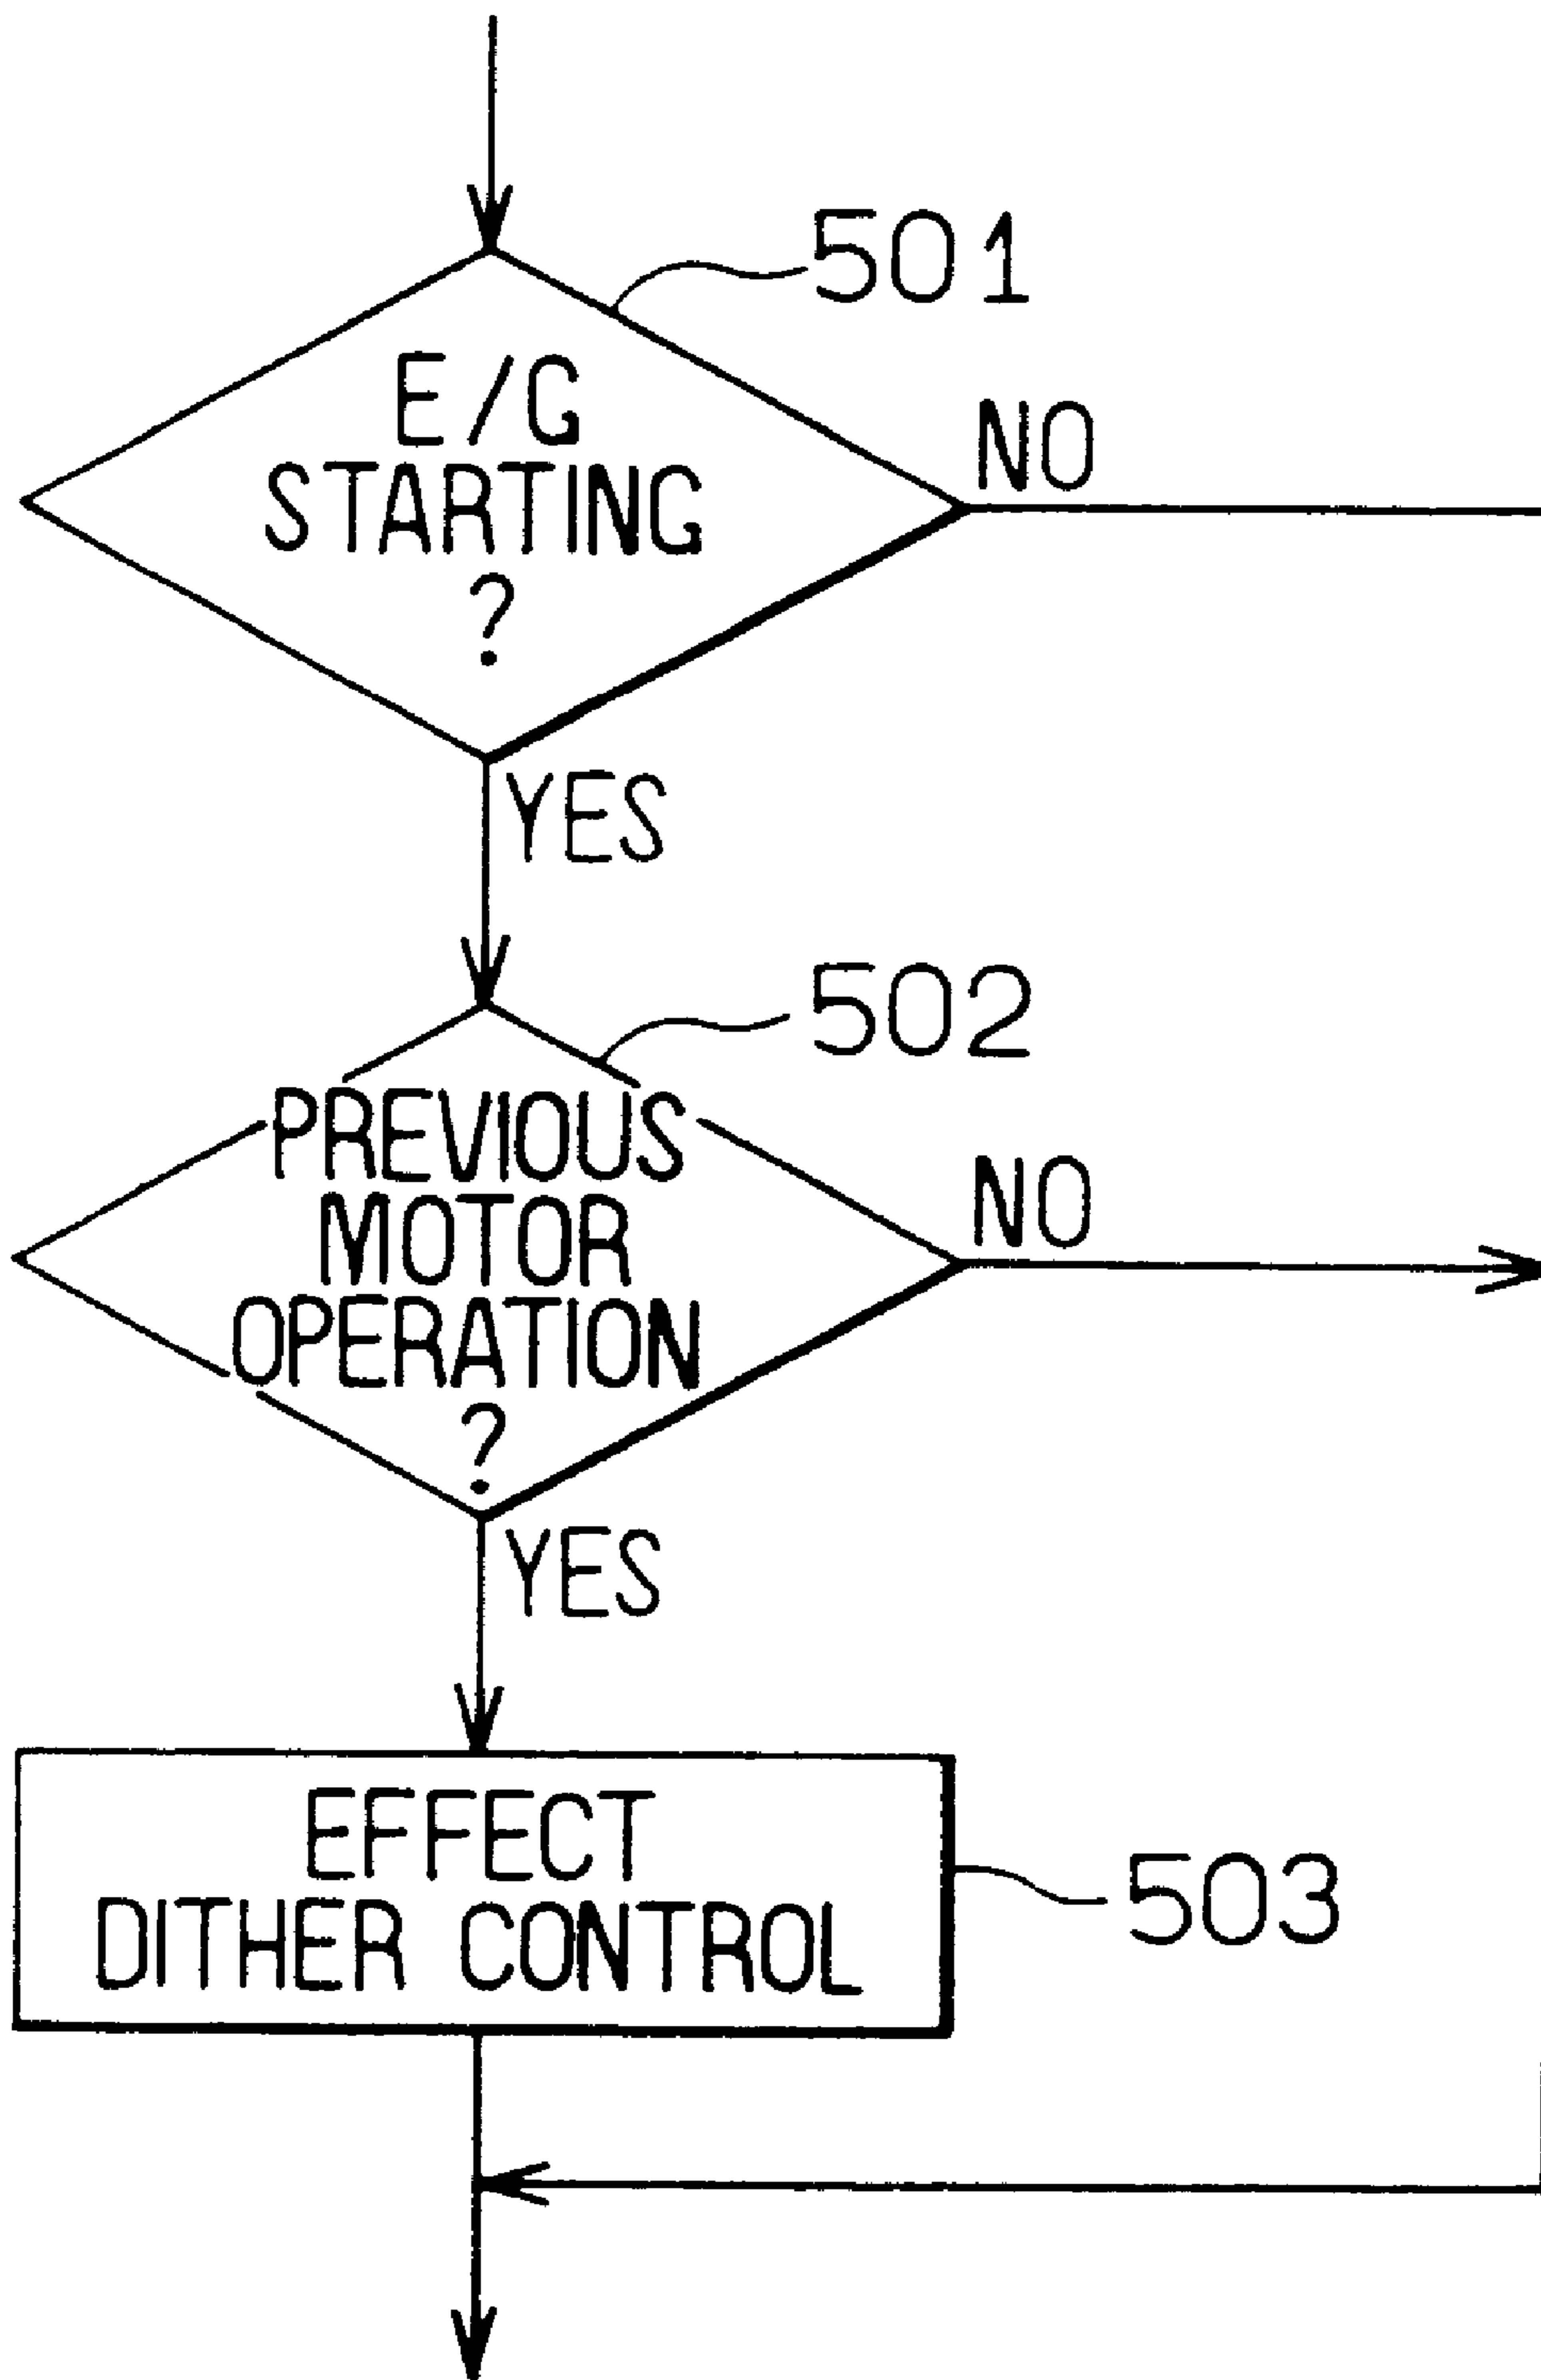 501
E/G
STARTING
?
NO
YES
502
PREVIOUS
MOTOR
OPERATION
?
NO
YES
EFFECT
DITHER CONTROL
503